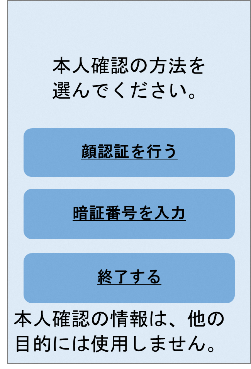 本人確認の方法を
選んでください。
顔認証を行う
暗証番号を入力
終了する
本人確認の情報は、他の
目的には使用しません。